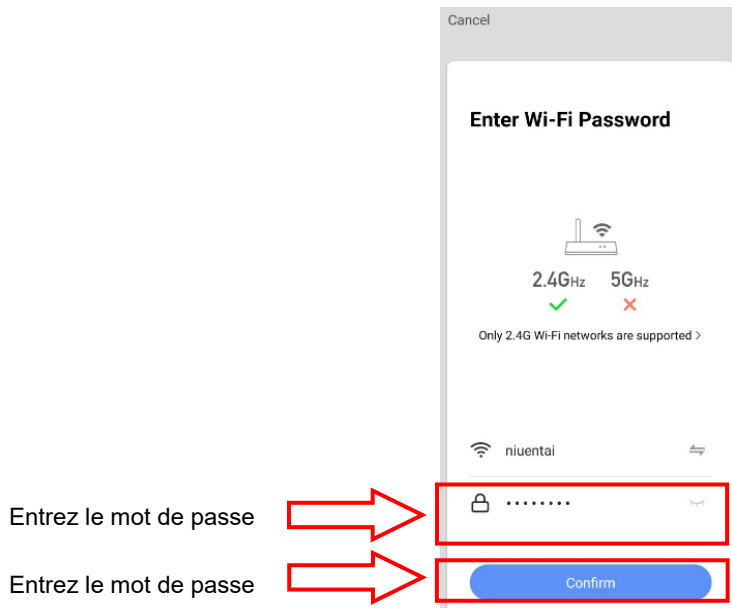 Cancel
Enter Wi-Fi Password
2.4GHz 5GHz
Only 2.4G Wi-Fi networks are supported >
niuentai
Entrez le mot de passe ••••••••
Entrez le mot de passe Confirm